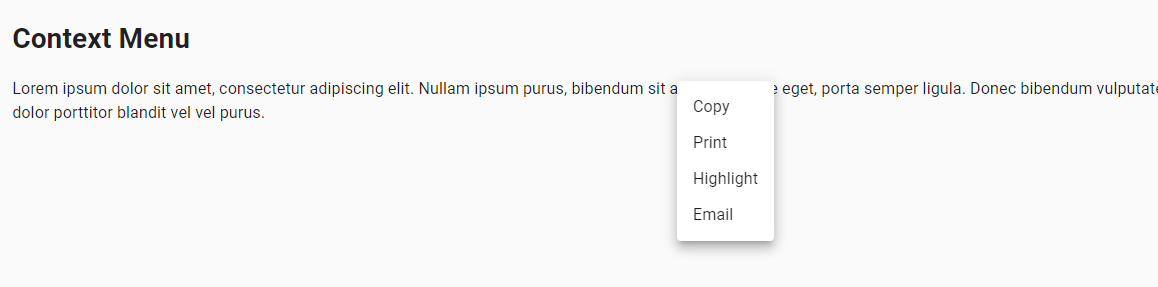 Context Menu
Lorem ipsum dolor sit amet, consectetur adipiscing elit. Nullam ipsum purus, bibendum sit eget, porta semper ligula. Donec bibendum vulputate
dolor porttitor blandit vel vel purus.
Copy
Print
Highlight
Email